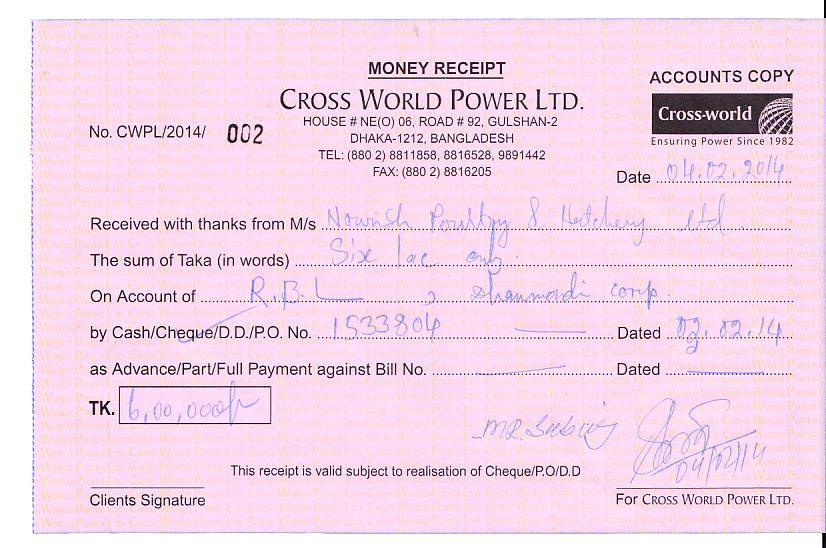 MONEY RECEIPT
ACCOUNTS COPY
CROSS WORLD POWER LTD.
Cross-world
Ensuring Power Since 1982
HOUSE # NE(O) 06, ROAD # 92, GULSHAN-2
DHAKA-1212, BANGLADESH
TEL: (880 2) 8811858, 8816528, 9891442
FAX: (880 2) 8816205
No. CWPL/2014/ 002
Date 04.02.2014
Received with thanks from M/s Nourish Poultry & Hatchery ltd.
The sum of Taka (in words) Six lac only.
On Account of R.B.L , Dhanmondi corp.
by Cash/Cheque/D.D./P.O. No. 1533804 Dated 02.02.14
as Advance/Part/Full Payment against Bill No. Dated
TK. 6,00,000/-
04/02/14
This receipt is valid subject to realisation of Cheque/P.O/D.D
Clients Signature
For CROSS WORLD POWER LTD.